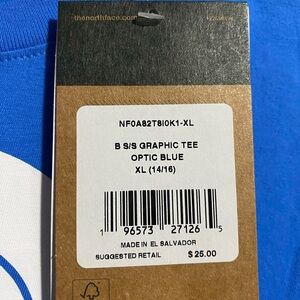 thenorthface.com
NF0A82T8I0K1-XL
B S/S GRAPHIC TEE
OPTIC BLUE
XL (14/16)
1 96573 27126 5
MADE IN EL SALVADOR
SUGGESTED RETAIL $25.00